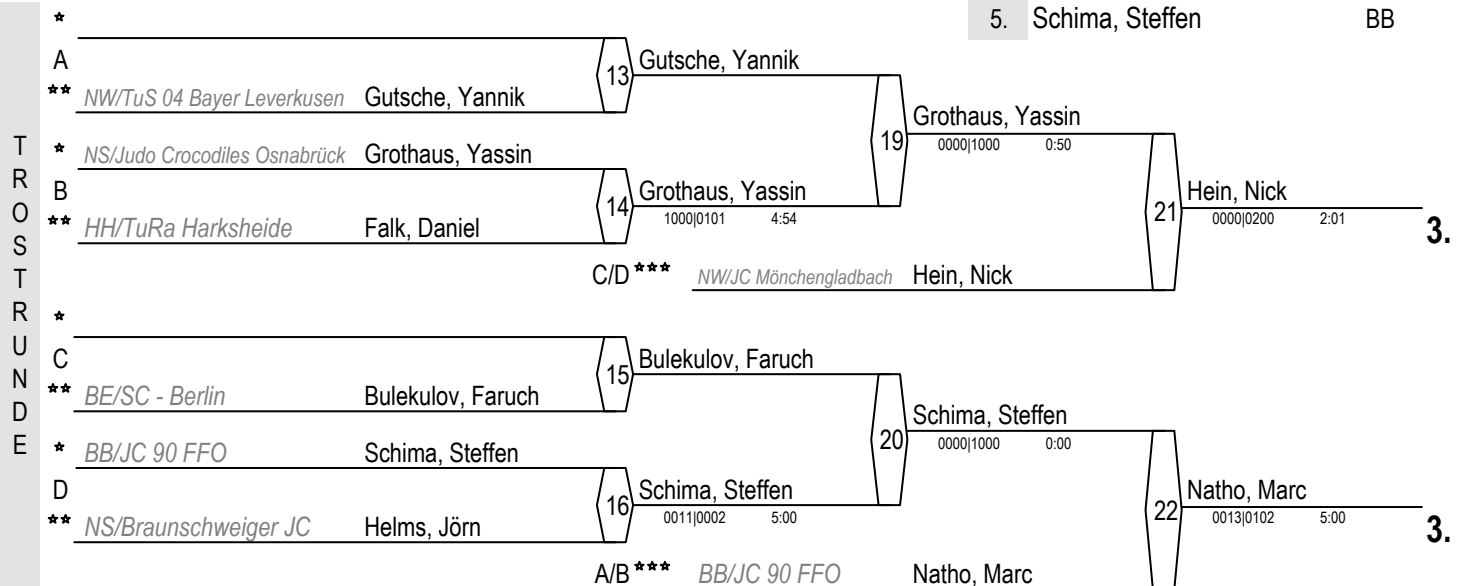 5. Schima, Steffen BB
TROSTRUNDE
*
A
** NW/TuS 04 Bayer Leverkusen Gutsche, Yannik
13 Gutsche, Yannik
* NS/Judo Crocodiles Osnabrück Grothaus, Yassin
B
** HH/TuRa Harksheide Falk, Daniel
14 Grothaus, Yassin
1000|0101 4:54
19 Grothaus, Yassin
0000|1000 0:50
C/D *** NW/JC Mönchengladbach Hein, Nick
21 Hein, Nick
0000|0200 2:01
3.
*
C
** BE/SC - Berlin Bulekulov, Faruch
15 Bulekulov, Faruch
* BB/JC 90 FFO Schima, Steffen
D
** NS/Braunschweiger JC Helms, Jörn
16 Schima, Steffen
0011|0002 5:00
20 Schima, Steffen
0000|1000 0:00
A/B *** BB/JC 90 FFO Natho, Marc
22 Natho, Marc
0013|0102 5:00
3.